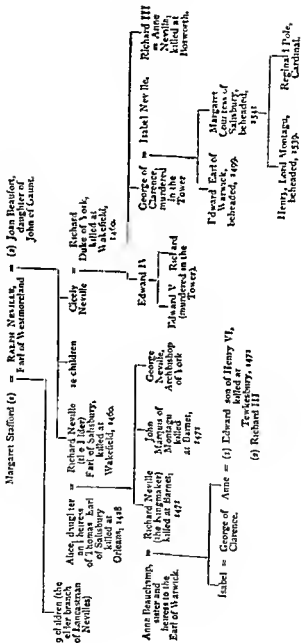 Margaret Stafford (1) = RALPH NEVILLE, = (2) Joan Beaufort,
Earl of Westmoreland daughter of
John of Gaunt.
9 children (the
elder branch
of Lancastrian
Nevilles)
Alice, daughter = Richard Neville
and heiress (the elder)
of Thomas Earl Earl of Salisbury,
of Salisbury killed at
killed at Wakefield, 1460.
Orleans, 1428
children
Cicely = Richard
Neville Duke of York,
killed at
Wakefield,
1460.
Anne Beauchamp, = Richard Neville
sister and (the Kingmaker)
heiress to the killed at Barnet,
Earl of Warwick. 1471
John
Marquis of
Montagu
killed
at Barnet,
1471
George
Neville,
Archbishop
of York
Edward IV
Edward V Richard
(murdered in the
Tower).
George of = Isabel Neville.
Clarence,
murdered
in the
Tower
Richard III
= Anne
Neville,
killed at
Bosworth.
Isabel = George of
Clarence.
Anne = (1) Edward son of Henry VI,
killed at
Tewkesbury, 1471
(2) Richard III
Edward Earl of
Warwick,
beheaded, 1499.
Margaret
Countess of
Salisbury,
beheaded,
1541
Henry, Lord Montagu,
beheaded, 1539.
Reginald Pole,
Cardinal.